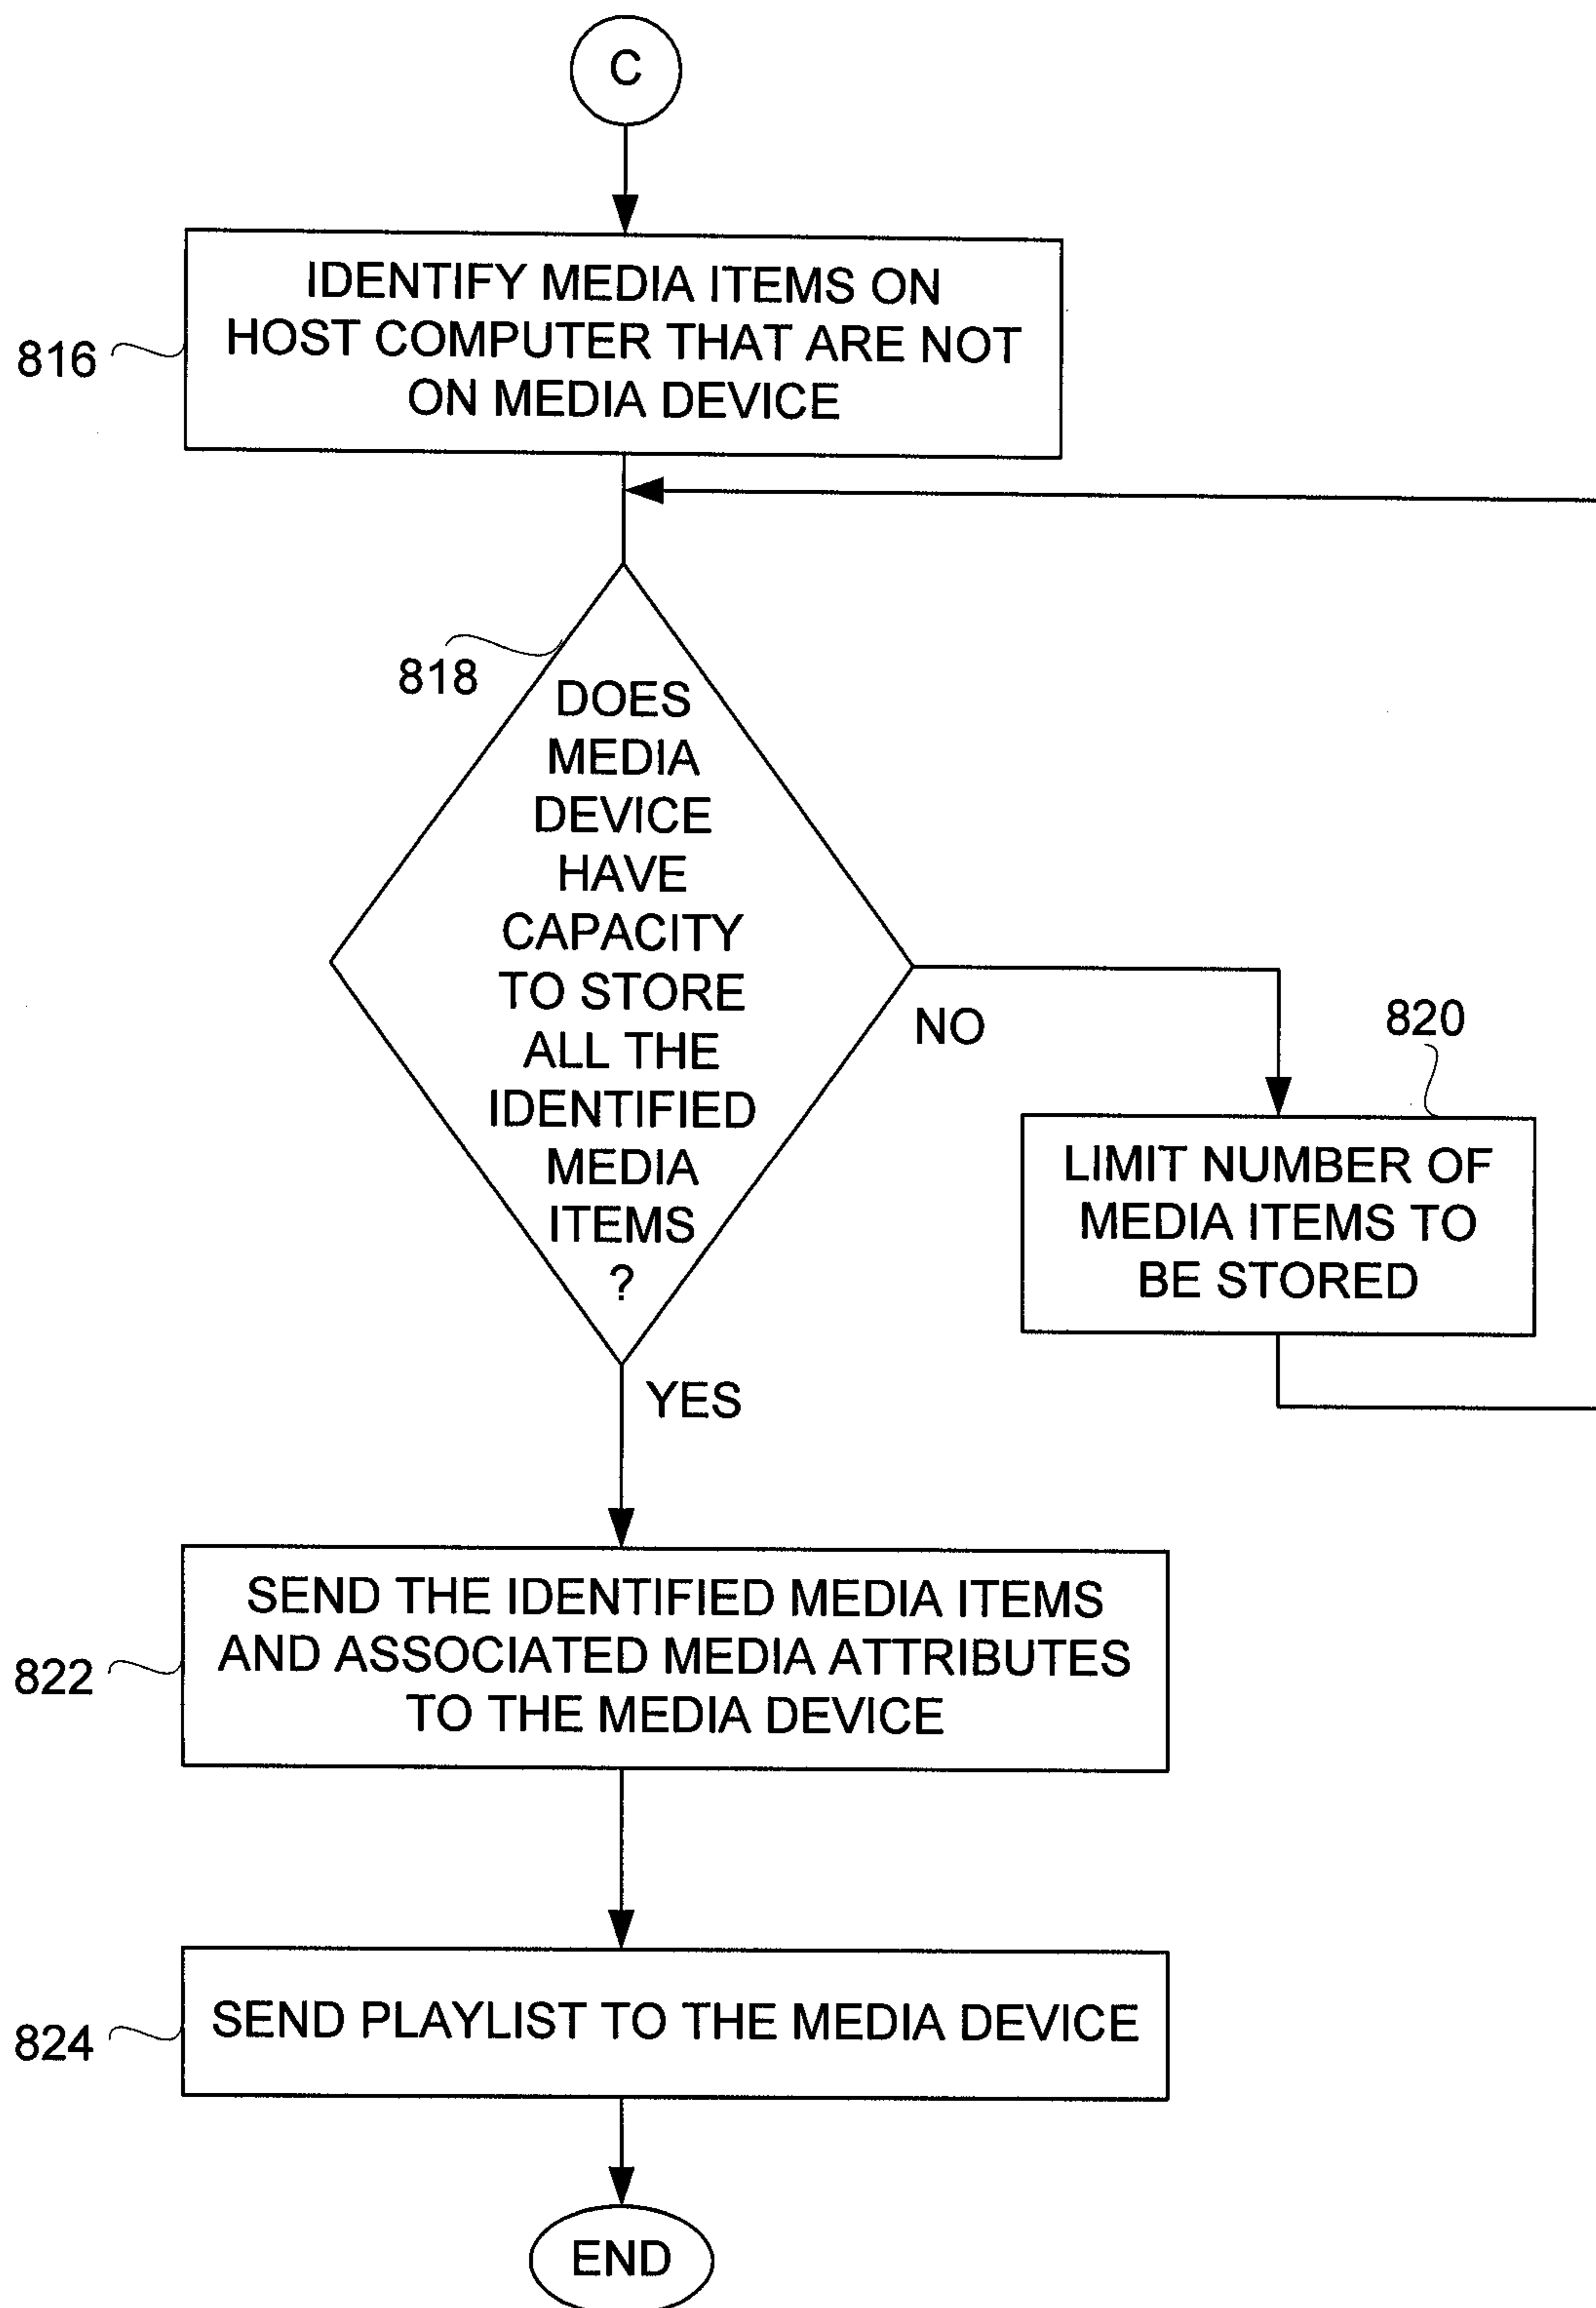 C
IDENTIFY MEDIA ITEMS ON
HOST COMPUTER THAT ARE NOT
ON MEDIA DEVICE
816
818
DOES
MEDIA
DEVICE
HAVE
CAPACITY
TO STORE
ALL THE
IDENTIFIED
MEDIA
ITEMS
?
NO
820
LIMIT NUMBER OF
MEDIA ITEMS TO
BE STORED
YES
SEND THE IDENTIFIED MEDIA ITEMS
AND ASSOCIATED MEDIA ATTRIBUTES
TO THE MEDIA DEVICE
822
SEND PLAYLIST TO THE MEDIA DEVICE
824
END